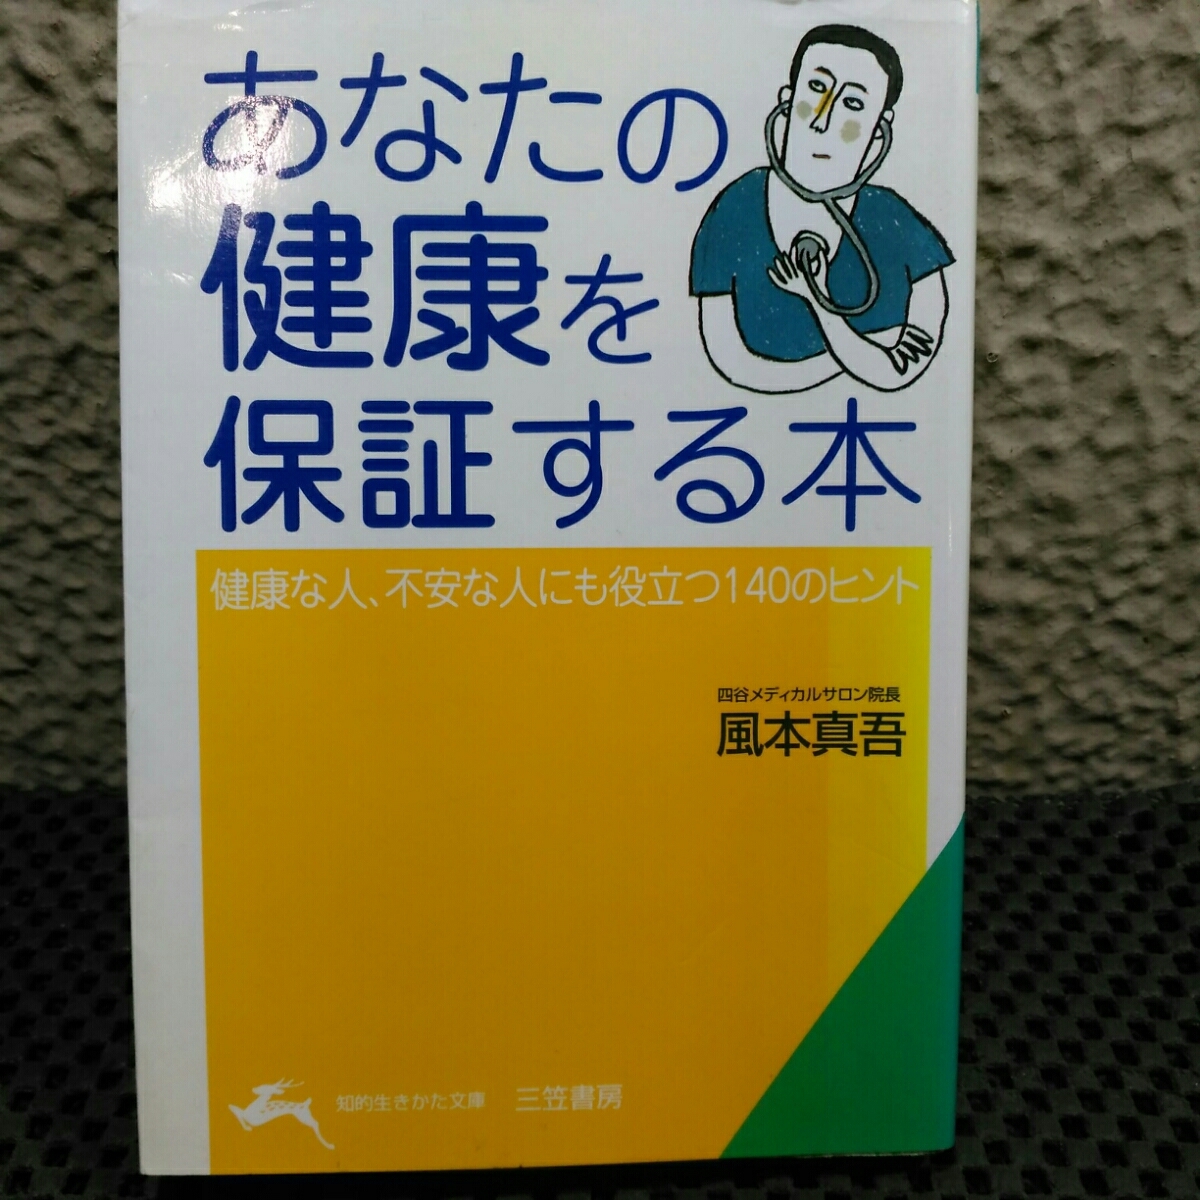 あなたの
健康を
保証する本
健康な人、不安な人にも役立つ140のヒント
四谷メディカルサロン院長
風本真吾
知的生きかた文庫 三笠書房